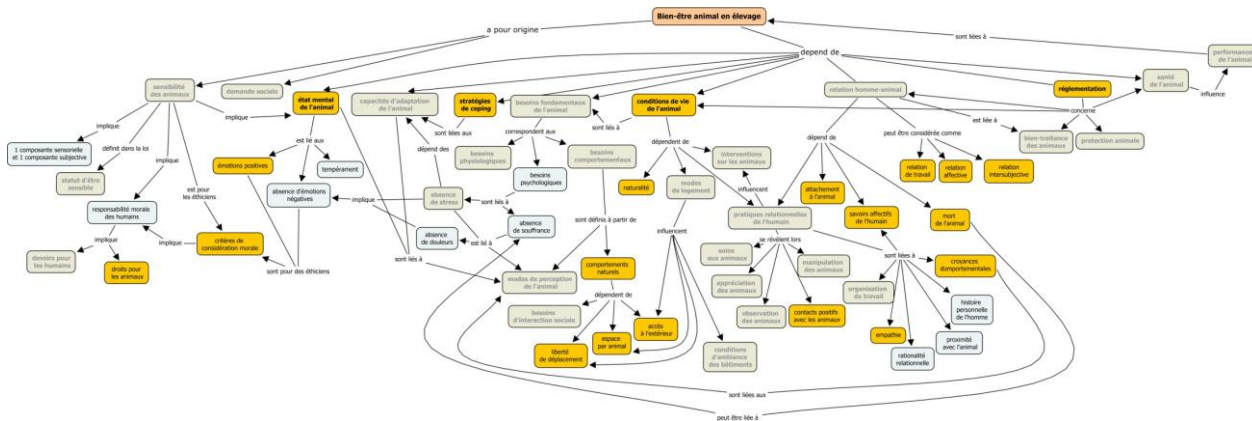 Bien-être animal en élevage
a pour origine
sont liées à
depend de
performances
de l'animal
sensibilité
des animaux
demande sociale
état mental
de l'animal
capacités d'adaptation
de l'animal
stratégies
de coping
besoins fondamentaux
de l'animal
conditions de vie
de l'animal
relation homme-animal
réglementation
santé
de l'animal
influence
implique
implique
concerne
est liée à
1 composante sensorielle
et 1 composante subjective
définit dans la loi
implique
est lié aux
sont liées aux
correspondent aux
sont liés à
dépendent de
dépend de
peut être considérée comme
bien-traitance
des animaux
protection animale
statut d'être
sensible
émotions positives
tempérament
dépend des
besoins
physiologiques
besoins
comportementaux
besoins
psychologiques
naturalité
modes
de logement
interventions
sur les animaux
influencent
attachement
à l'animal
relation
de travail
relation
affective
relation
intersubjective
est pour
les éthiciens
absence d'émotions
négatives
implique
absence
de stress
sont liés à
responsabilité morale
des humains
pratiques relationnelles
de l'humain
savoirs affectifs
de l'humain
mort
de l'animal
absence
de souffrance
absence
de douleurs
sont définis à partir de
influencent
implique
implique
critères de
considération morale
est lié à
se révèlent lors
devoirs pour
les humains
droits pour
les animaux
sont pour des éthiciens
sont liés à
modes de perception
de l'animal
comportements
naturels
soins
aux animaux
manipulation
des animaux
sont liées à
croyances
domportementales
appréciation
des animaux
organisation
du travail
dépendent de
besoins
d'interaction sociale
observation
des animaux
contacts positifs
avec les animaux
histoire
personnelle
de l'homme
espace
par animal
accès
à l'extérieur
empathie
proximité
avec l'animal
liberté
de déplacement
conditions
d'ambiance
des bâtiments
rationalité
relationnelle
sont liées aux
peut être liée à